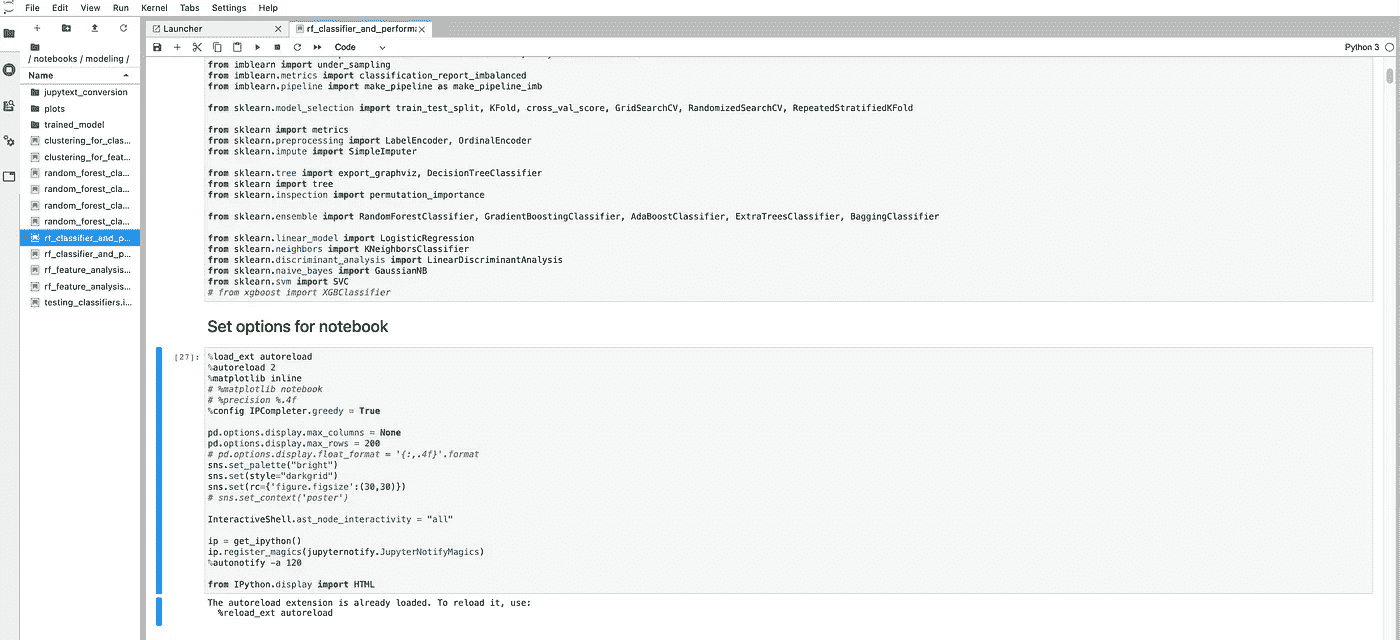 File Edit View Run Kernel Tabs Settings Help
Launcher
rf_classifier_and_performa
Code
Python 3
/ notebooks / modeling /
Name
jupytext_conversion
plots
trained_model
clustering_for_clas...
clustering_for_feat...
random_forest_cla...
random_forest_cla...
random_forest_cla...
random_forest_cla...
rf_classifier_and_p...
rf_classifier_and_p...
rf_feature_analysis...
rf_feature_analysis...
testing_classifiers.i...
from imblearn import under_sampling
from imblearn.metrics import classification_report_imbalanced
from imblearn.pipeline import make_pipeline as make_pipeline_imb
from sklearn.model_selection import train_test_split, KFold, cross_val_score, GridSearchCV, RandomizedSearchCV, RepeatedStratifiedKFold
from sklearn import metrics
from sklearn.preprocessing import LabelEncoder, OrdinalEncoder
from sklearn.impute import SimpleImputer
from sklearn.tree import export_graphviz, DecisionTreeClassifier
from sklearn import tree
from sklearn.inspection import permutation_importance
from sklearn.ensemble import RandomForestClassifier, GradientBoostingClassifier, AdaBoostClassifier, ExtraTreesClassifier, BaggingClassifier
from sklearn.linear_model import LogisticRegression
from sklearn.neighbors import KNeighborsClassifier
from sklearn.discriminant_analysis import LinearDiscriminantAnalysis
from sklearn.naive_bayes import GaussianNB
from sklearn.svm import SVC
# from xgboost import XGBClassifier
Set options for notebook
[27]:
%load_ext autoreload
%autoreload 2
%matplotlib inline
# %matplotlib notebook
# %precision %.4f
%config IPCompleter.greedy = True
pd.options.display.max_columns = None
pd.options.display.max_rows = 200
# pd.options.display.float_format = '{:,.4f}'.format
sns.set_palette("bright")
sns.set(style="darkgrid")
sns.set(rc={'figure.figsize':(30,30)})
# sns.set_context('poster')
InteractiveShell.ast_node_interactivity = "all"
ip = get_ipython()
ip.register_magics(jupyternotify.JupyterNotifyMagics)
%autonotify -a 120
from IPython.display import HTML
The autoreload extension is already loaded. To reload it, use:
%reload_ext autoreload